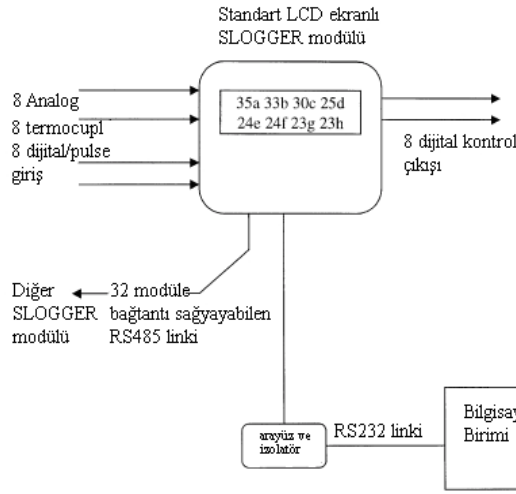 Standart LCD ekranlı
SLOGGER modülü
35a 33b 30c 25d
24e 24f 23g 23h
8 Analog
8 termocupl
8 dijital/pulse
giriş
8 dijital kontrol
çıkışı
Diğer
SLOGGER
modülü
32 modüle
bağtantı sağyayabilen
RS485 linki
arayüz ve
izolatör
RS232 linki
Bilgisay
Birimi